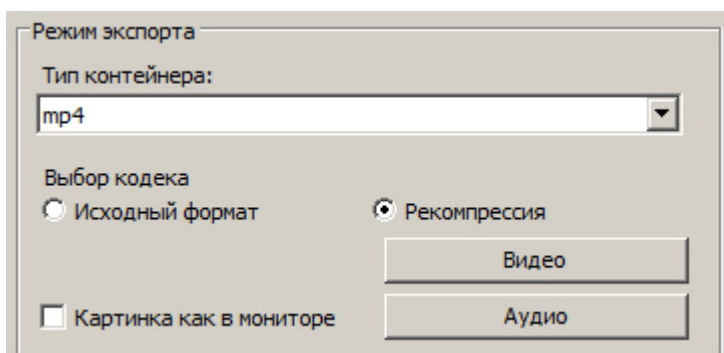 Режим экспорта
Тип контейнера:
mp4
Выбор кодека
Исходный формат
Рекомпрессия
Видео
Картинка как в мониторе
Аудио